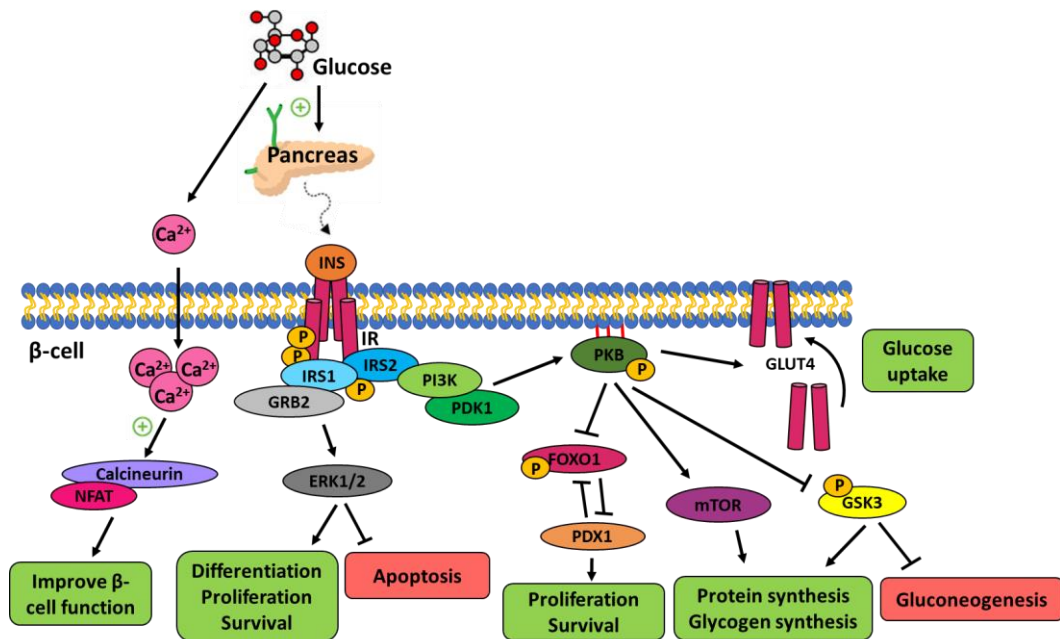 Glucose
+
Pancreas
Ca²⁺
INS
β-cell
IR
P
P
IRS1
IRS2
P
GRB2
PI3K
PDK1
PKB
P
GLUT4
Glucose
uptake
Ca²⁺
Ca²⁺
Ca²⁺
+
Calcineurin
NFAT
ERK1/2
FOXO1
P
PDX1
mTOR
P
GSK3
Improve β-
cell function
Differentiation
Proliferation
Survival
Apoptosis
Proliferation
Survival
Protein synthesis
Glycogen synthesis
Gluconeogenesis